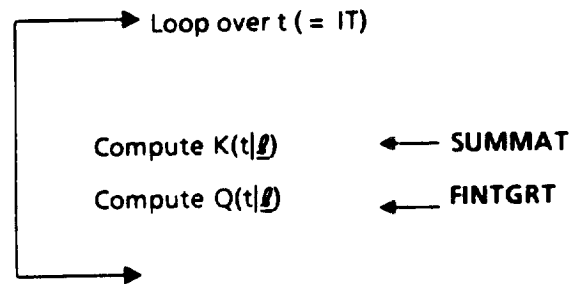 Loop over t ( = IT)
Compute K(t|ℓ) SUMMAT
Compute Q(t|ℓ) FINTGRT